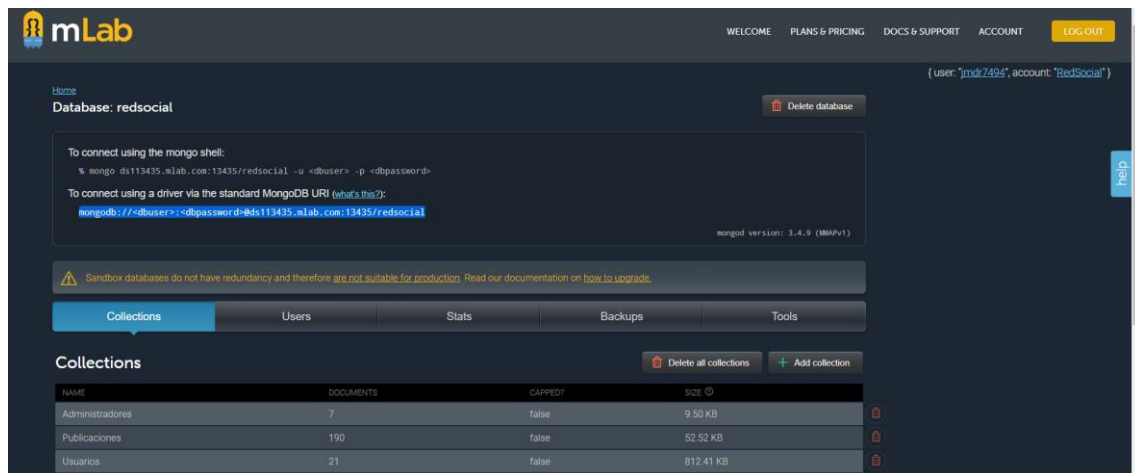 mLab
WELCOME PLANS & PRICING DOCS & SUPPORT ACCOUNT LOG OUT
{ user: "jmdr7494", account: "RedSocial" }
Home
Database: redsocial
Delete database
To connect using the mongo shell:
% mongo ds113435.mlab.com:13435/redsocial -u <dbuser> -p <dbpassword>
To connect using a driver via the standard MongoDB URI (what's this?):
mongodb://<dbuser>:<dbpassword>@ds113435.mlab.com:13435/redsocial
mongod version: 3.4.9 (MMAPv1)
help
Sandbox databases do not have redundancy and therefore are not suitable for production. Read our documentation on how to upgrade.
Collections Users Stats Backups Tools
Collections
Delete all collections + Add collection
NAME DOCUMENTS CAPPED? SIZE ?
Administradores 7 false 9.50 KB
Publicaciones 190 false 52.52 KB
Usuarios 21 false 812.41 KB